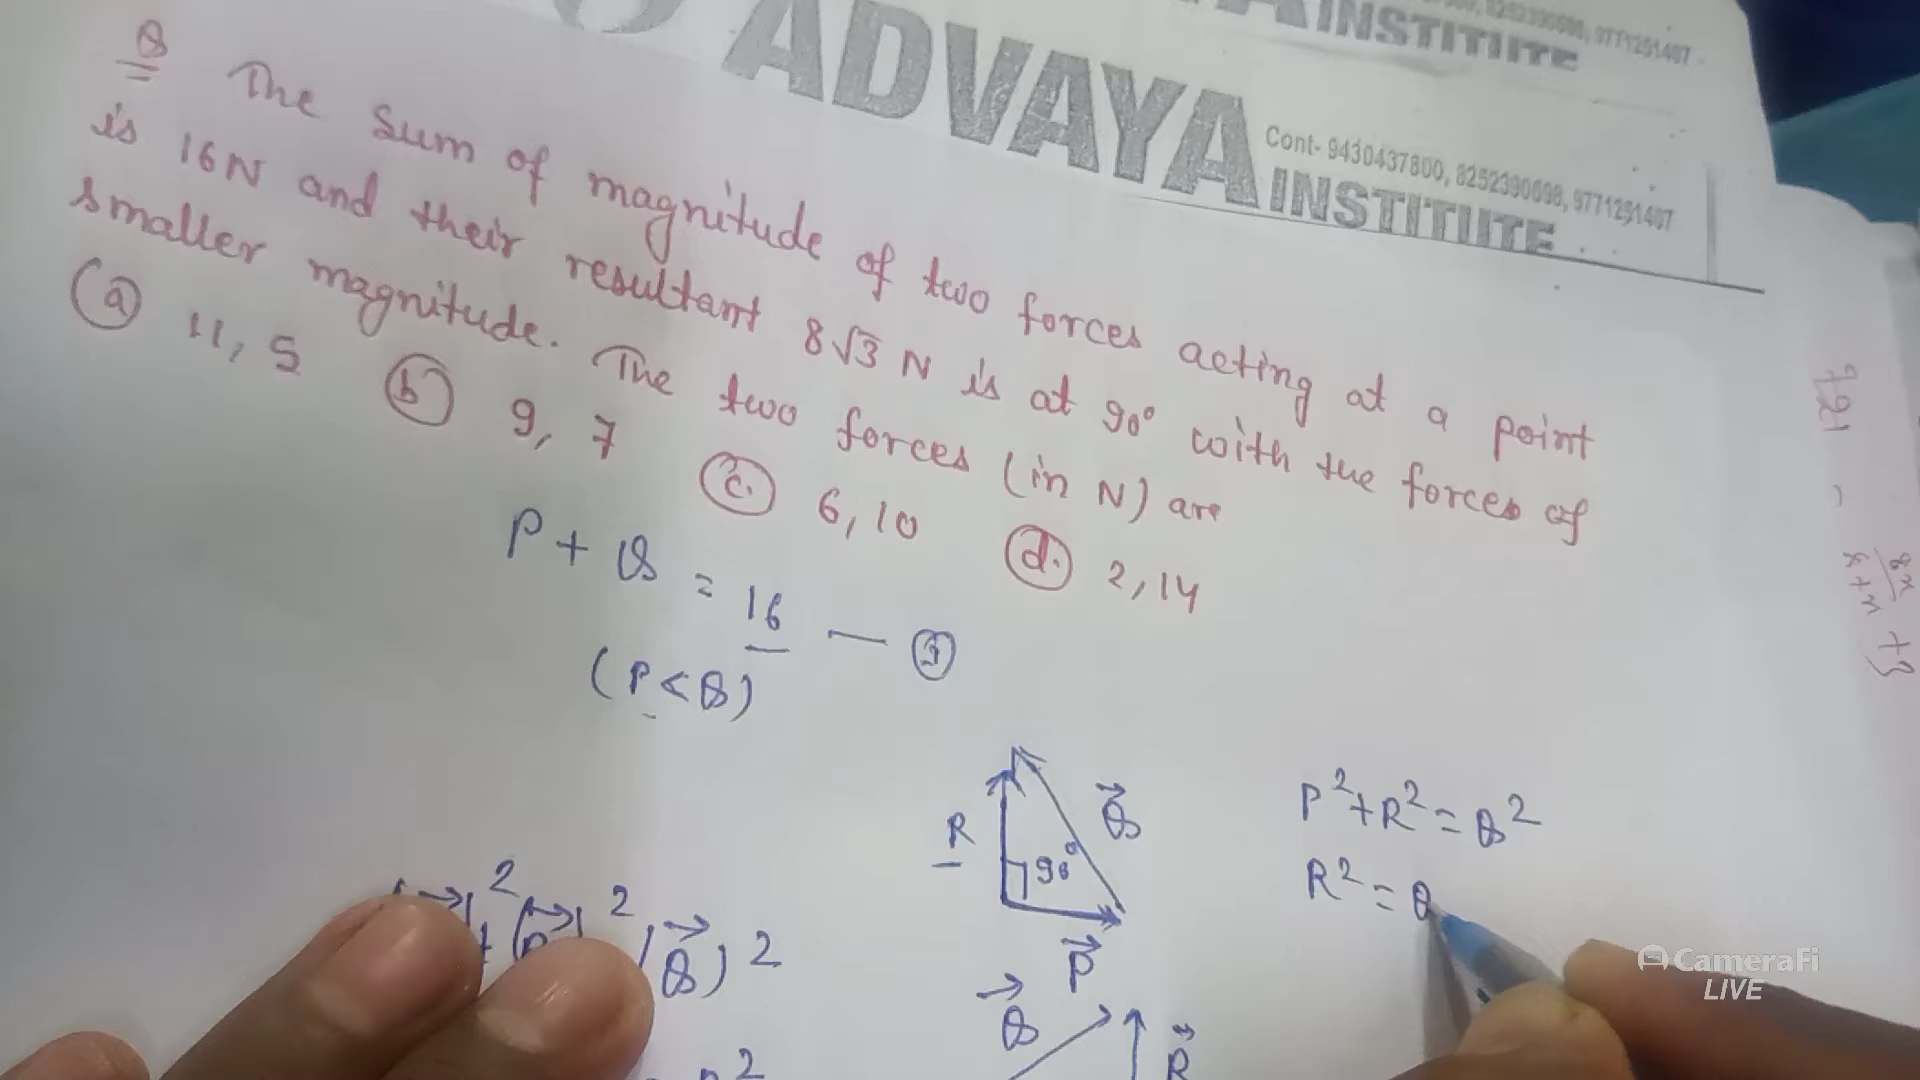 INSTITUTE
ADVAYA
Cont- 9430437800, 8252390698, 9771291407
INSTITUTE
Q The sum of magnitude of two forces acting at a point
is 16N and their resultant 8√3 N is at 90° with the forces of
smaller magnitude. The two forces (in N) are
(a) 11, 5 (b) 9, 7 (c.) 6, 10 (d.) 2, 14
P + Q = 16 — (1)
(P < Q)
R 90° Q⃗
P⃗
P² + R² = Q²
R² = Q
Q⃗ R⃗
CameraFi
LIVE